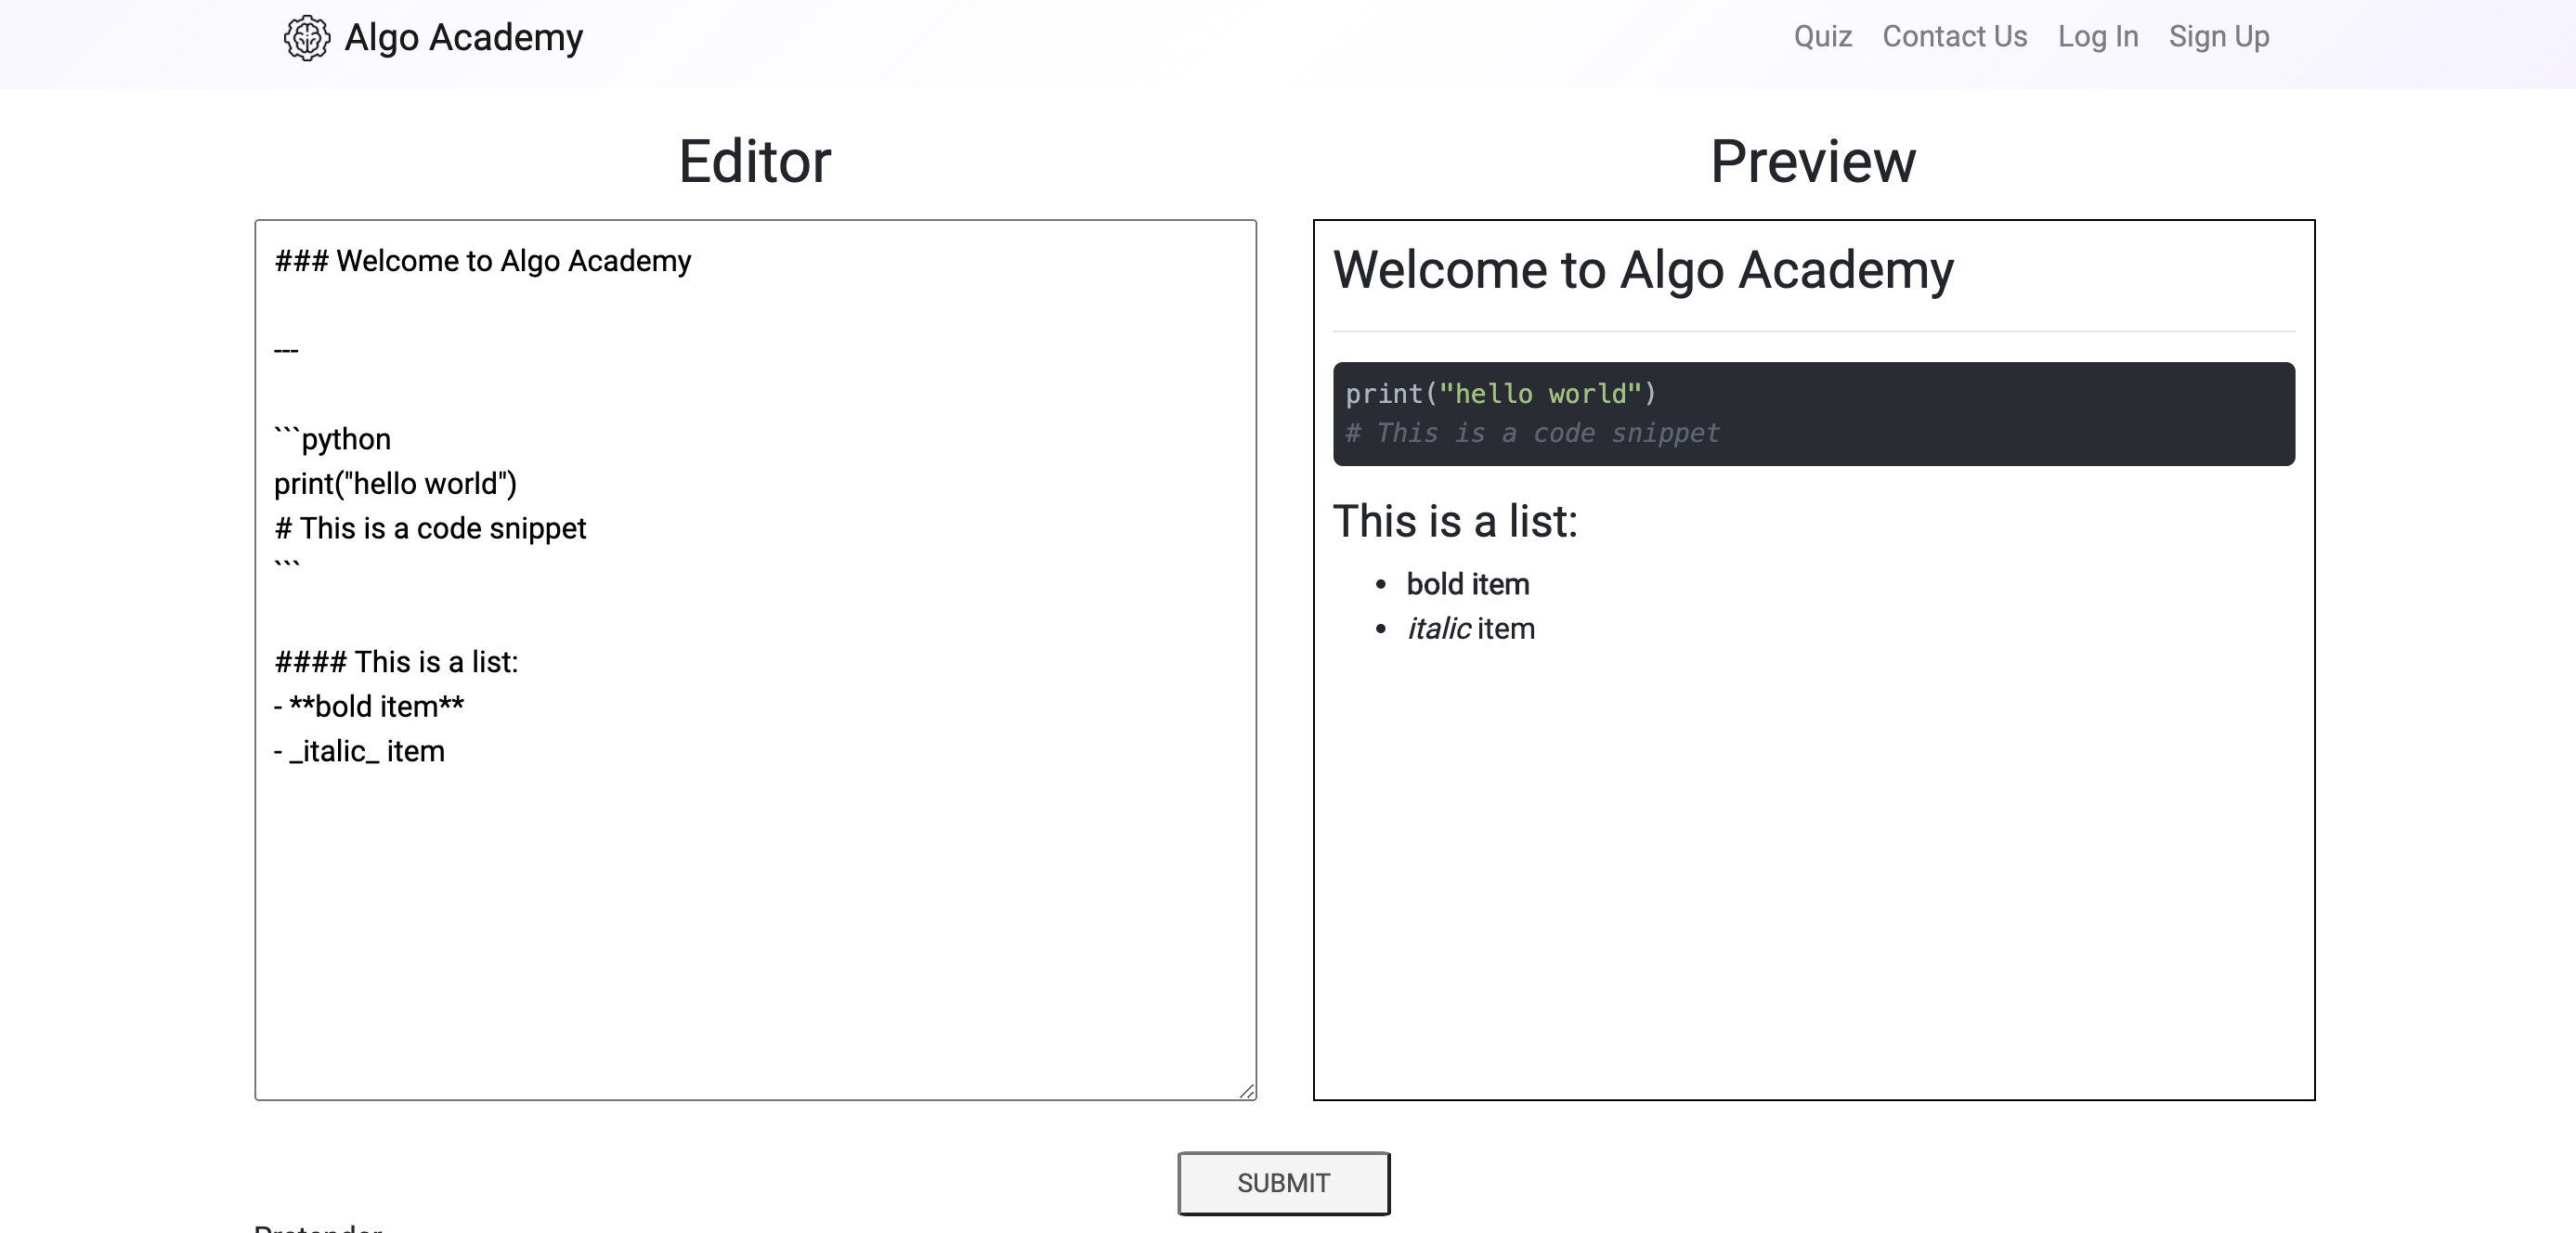 Algo Academy
Quiz Contact Us Log In Sign Up
Editor
### Welcome to Algo Academy
---
```python
print("hello world")
# This is a code snippet
```
#### This is a list:
- **bold item**
- _italic_ item
Preview
Welcome to Algo Academy
print("hello world")
# This is a code snippet
This is a list:
• bold item
• italic item
SUBMIT